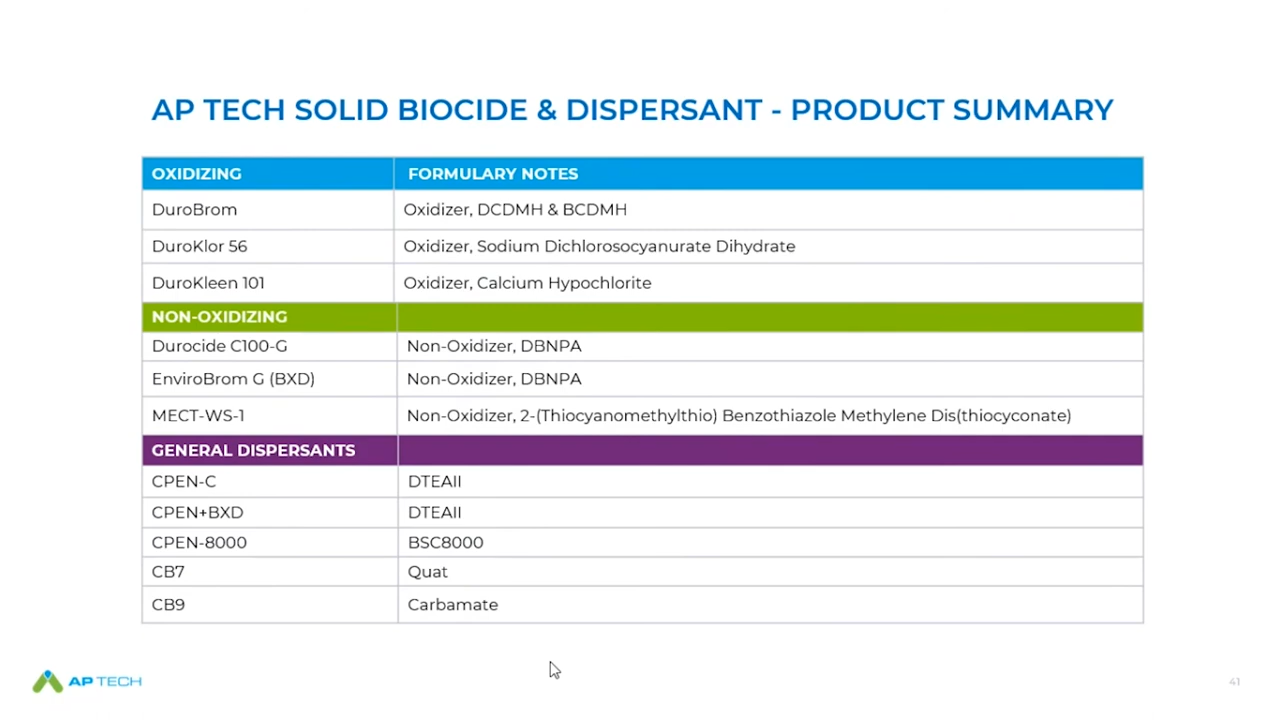 AP TECH SOLID BIOCIDE & DISPERSANT - PRODUCT SUMMARY
OXIDIZING FORMULARY NOTES
DuroBrom Oxidizer, DCDMH & BCDMH
DuroKlor 56 Oxidizer, Sodium Dichlorosocyanurate Dihydrate
DuroKleen 101 Oxidizer, Calcium Hypochlorite
NON-OXIDIZING
Durocide C100-G Non-Oxidizer, DBNPA
EnviroBrom G (BXD) Non-Oxidizer, DBNPA
MECT-WS-1 Non-Oxidizer, 2-(Thiocyanomethylthio) Benzothiazole Methylene Dis(thiocyconate)
GENERAL DISPERSANTS
CPEN-C DTEAII
CPEN+BXD DTEAII
CPEN-8000 BSC8000
CB7 Quat
CB9 Carbamate
AP TECH
41